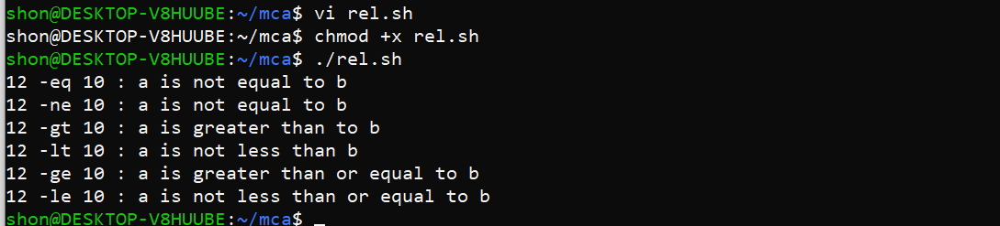 shon@DESKTOP-V8HUUBE:~/mca$ vi rel.sh
shon@DESKTOP-V8HUUBE:~/mca$ chmod +x rel.sh
shon@DESKTOP-V8HUUBE:~/mca$ ./rel.sh
12 -eq 10 : a is not equal to b
12 -ne 10 : a is not equal to b
12 -gt 10 : a is greater than to b
12 -lt 10 : a is not less than b
12 -ge 10 : a is greater than or equal to b
12 -le 10 : a is not less than or equal to b
shon@DESKTOP-V8HUUBE:~/mca$